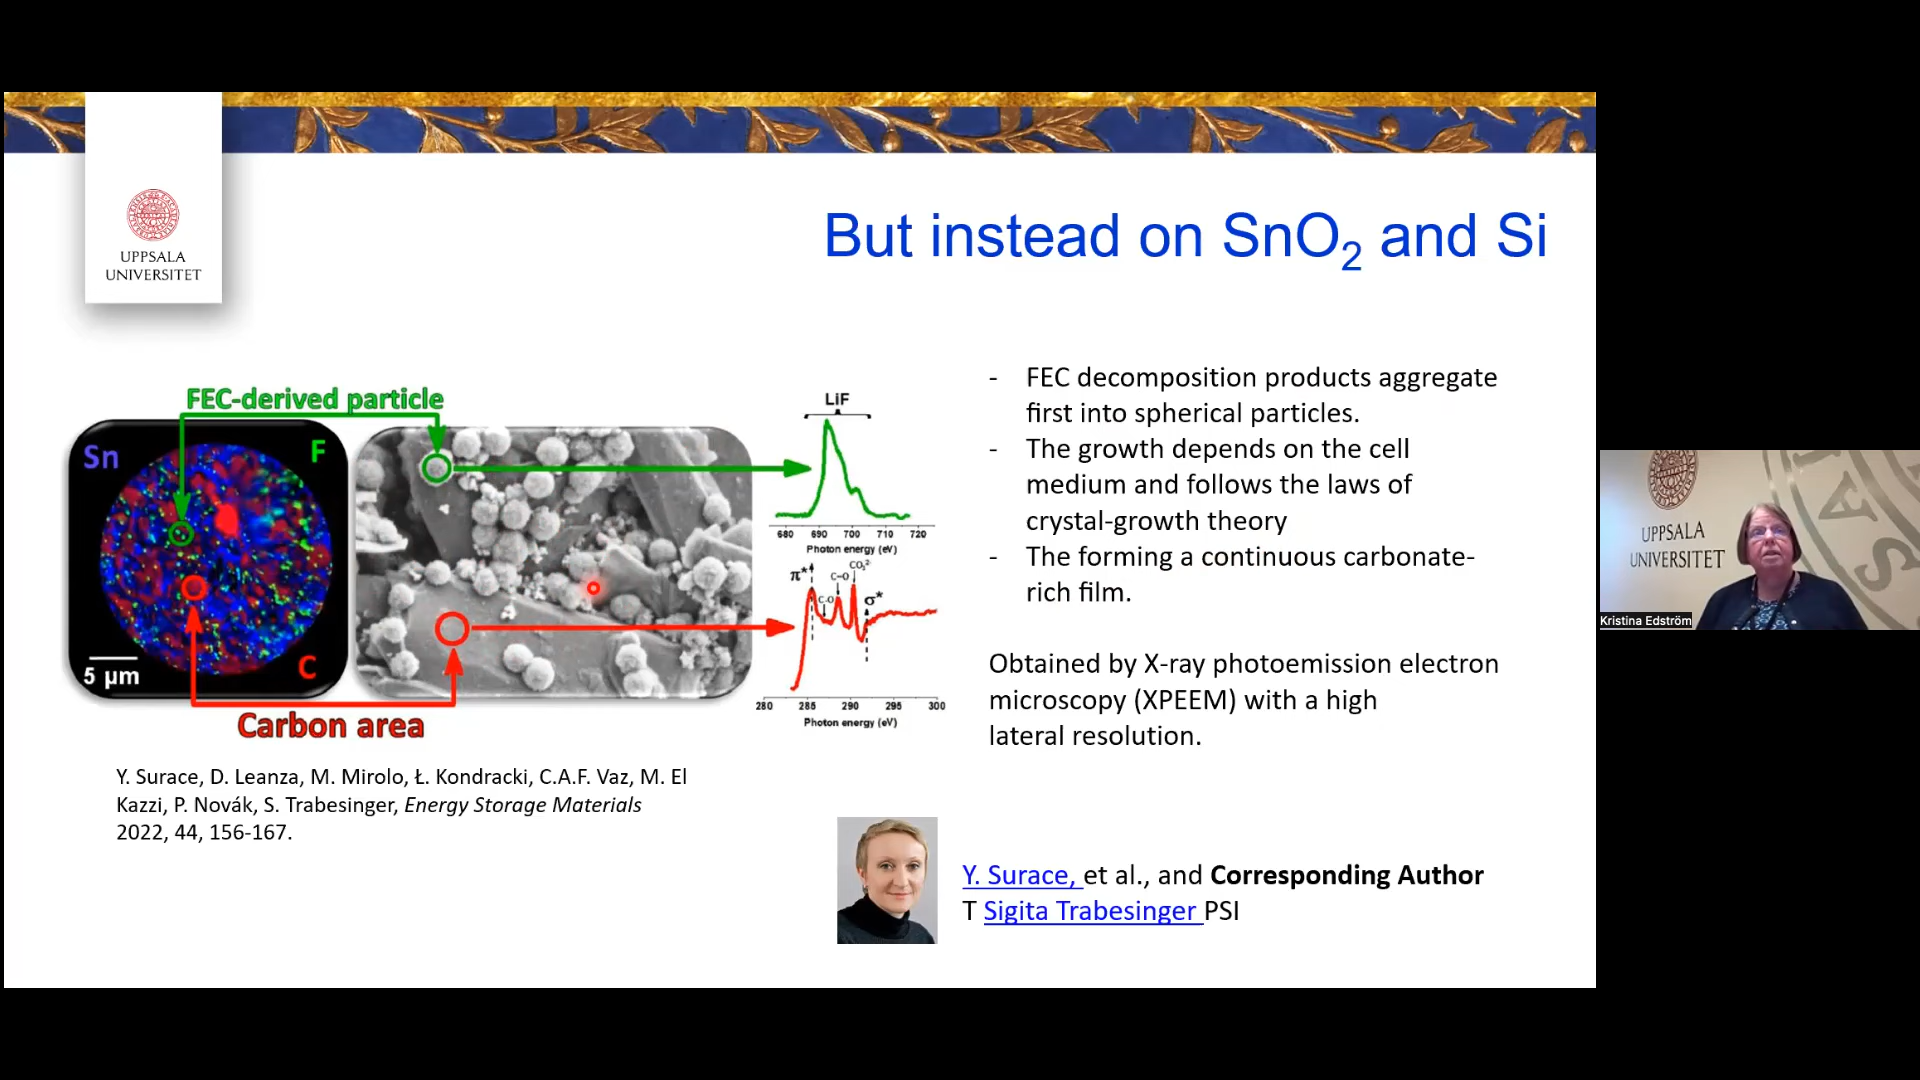 UPPSALA
UNIVERSITET
But instead on SnO₂ and Si
FEC-derived particle
Sn
F
5 µm
C
Carbon area
LiF
680 690 700 710 720
Photon energy (eV)
π*
C-O
C=O
CO₃²⁻
σ*
280 285 290 295 300
Photon energy (eV)
- FEC decomposition products aggregate
first into spherical particles.
- The growth depends on the cell
medium and follows the laws of
crystal-growth theory
- The forming a continuous carbonate-
rich film.
Obtained by X-ray photoemission electron
microscopy (XPEEM) with a high
lateral resolution.
Y. Surace, D. Leanza, M. Mirolo, Ł. Kondracki, C.A.F. Vaz, M. El
Kazzi, P. Novák, S. Trabesinger, Energy Storage Materials
2022, 44, 156-167.
Y. Surace, et al., and Corresponding Author
T Sigita Trabesinger PSI
UPPSALA
UNIVERSITET
Kristina Edström